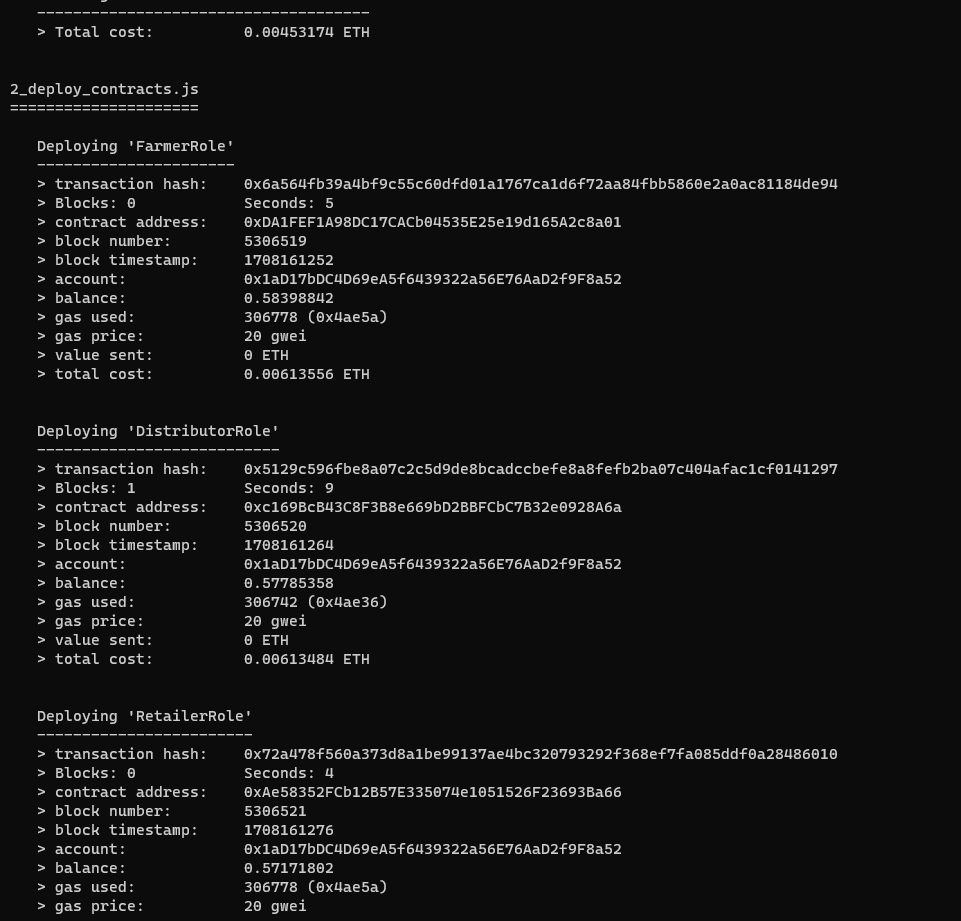 -------------------------------------
> Total cost: 0.00453174 ETH
2_deploy_contracts.js
=====================
Deploying 'FarmerRole'
----------------------
> transaction hash: 0x6a564fb39a4bf9c55c60dfd01a1767ca1d6f72aa84fbb5860e2a0ac81184de94
> Blocks: 0 Seconds: 5
> contract address: 0xDA1FEF1A98DC17CACb04535E25e19d165A2c8a01
> block number: 5306519
> block timestamp: 1708161252
> account: 0x1aD17bDC4D69eA5f6439322a56E76AaD2f9F8a52
> balance: 0.58398842
> gas used: 306778 (0x4ae5a)
> gas price: 20 gwei
> value sent: 0 ETH
> total cost: 0.00613556 ETH
Deploying 'DistributorRole'
---------------------------
> transaction hash: 0x5129c596fbe8a07c2c5d9de8bcadccbefe8a8fefb2ba07c404afac1cf0141297
> Blocks: 1 Seconds: 9
> contract address: 0xc169BcB43C8F3B8e669bD2BBFCbC7B32e0928A6a
> block number: 5306520
> block timestamp: 1708161264
> account: 0x1aD17bDC4D69eA5f6439322a56E76AaD2f9F8a52
> balance: 0.57785358
> gas used: 306742 (0x4ae36)
> gas price: 20 gwei
> value sent: 0 ETH
> total cost: 0.00613484 ETH
Deploying 'RetailerRole'
------------------------
> transaction hash: 0x72a478f560a373d8a1be99137ae4bc320793292f368ef7fa085ddf0a28486010
> Blocks: 0 Seconds: 4
> contract address: 0xAe58352FCb12B57E335074e1051526F23693Ba66
> block number: 5306521
> block timestamp: 1708161276
> account: 0x1aD17bDC4D69eA5f6439322a56E76AaD2f9F8a52
> balance: 0.57171802
> gas used: 306778 (0x4ae5a)
> gas price: 20 gwei